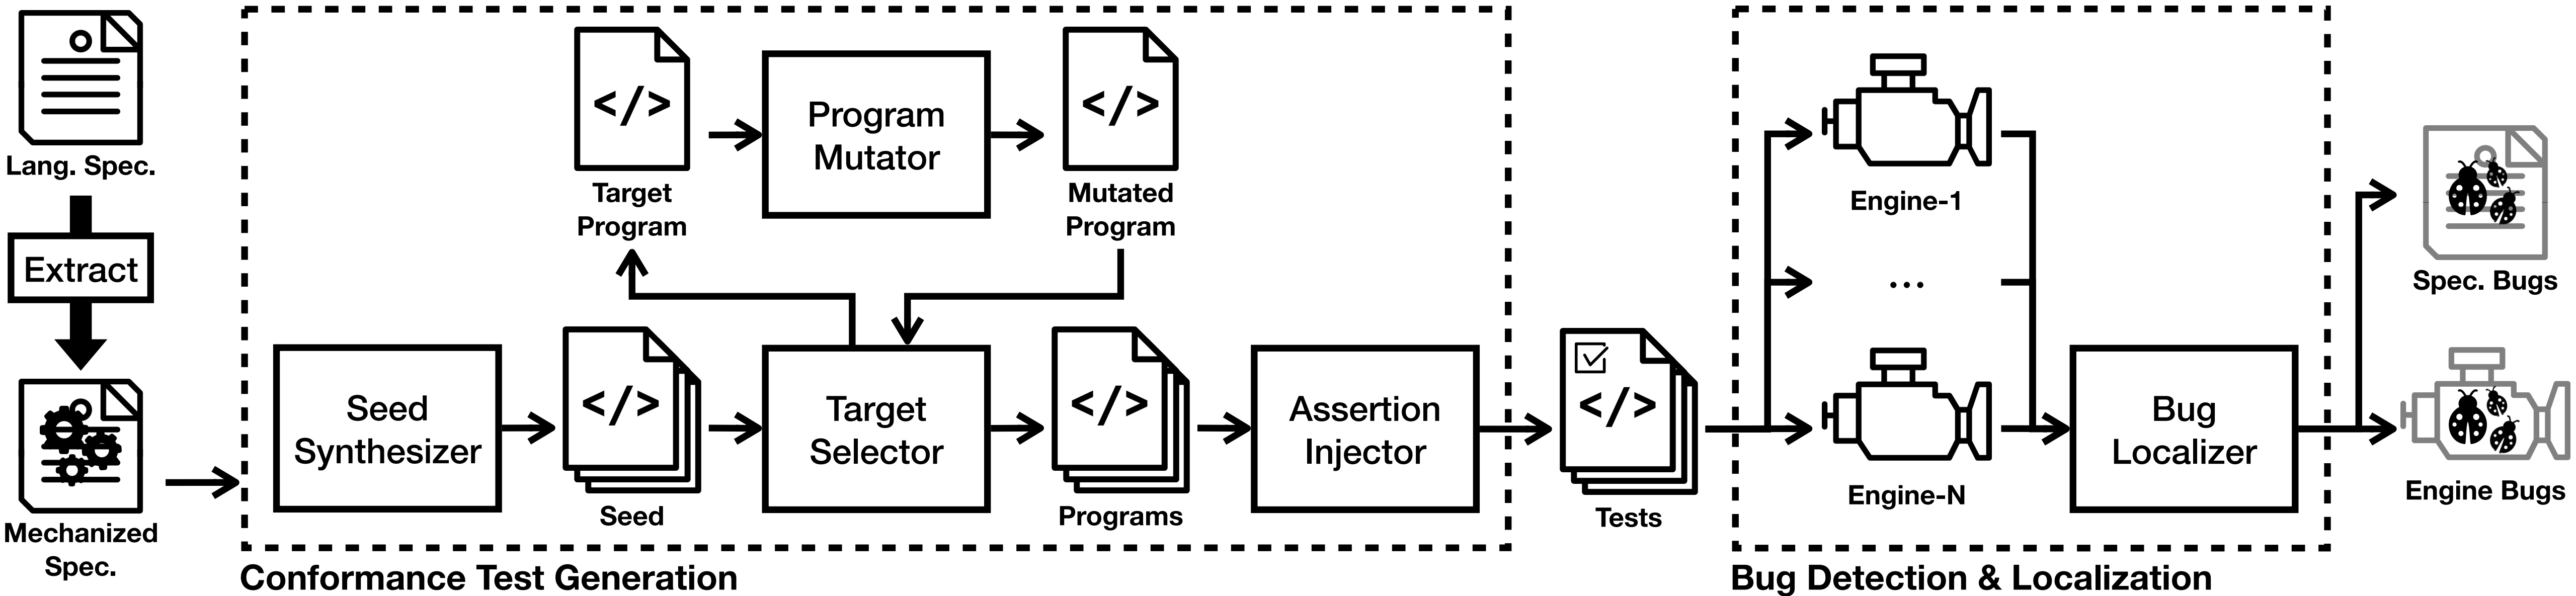 Lang. Spec.
Extract
Mechanized
Spec.
</>
Target
Program
Program
Mutator
</>
Mutated
Program
Seed
Synthesizer
</>
Seed
Target
Selector
</>
Programs
Assertion
Injector
Conformance Test Generation
</>
Tests
Engine-1
...
Engine-N
Bug
Localizer
Bug Detection & Localization
Spec. Bugs
Engine Bugs